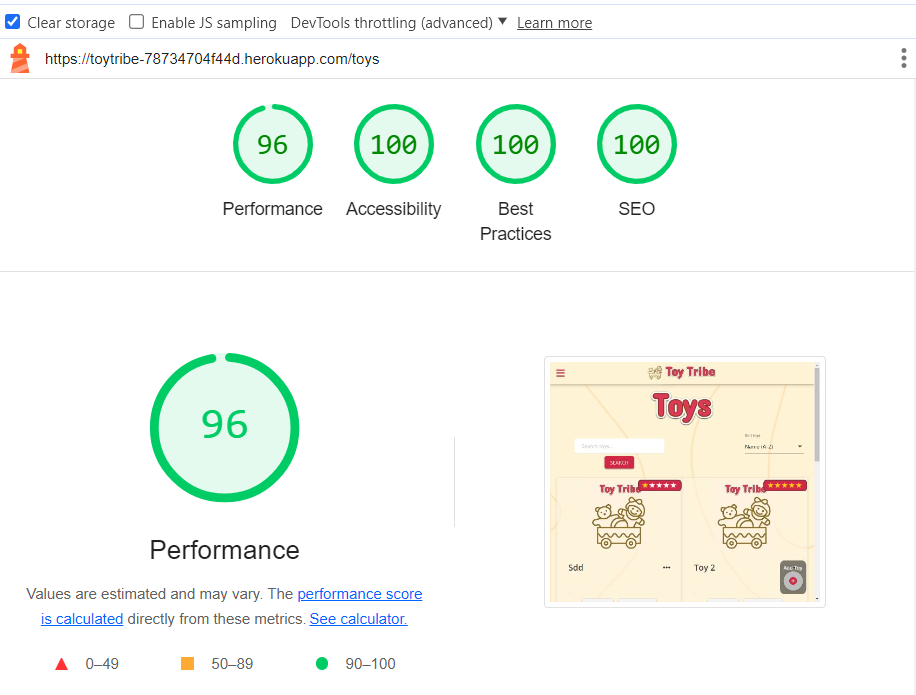 Clear storage Enable JS sampling DevTools throttling (advanced) Learn more
https://toytribe-78734704f44d.herokuapp.com/toys
96 100 100 100
Performance Accessibility Best Practices SEO
96
Performance
Values are estimated and may vary. The performance score
is calculated directly from these metrics. See calculator.
0–49 50–89 90–100
Toy Tribe
Toys
Search toys...
Name (A-Z)
SEARCH
Toy Tribe Toy Tribe
Sdd Toy 2
Add Toy